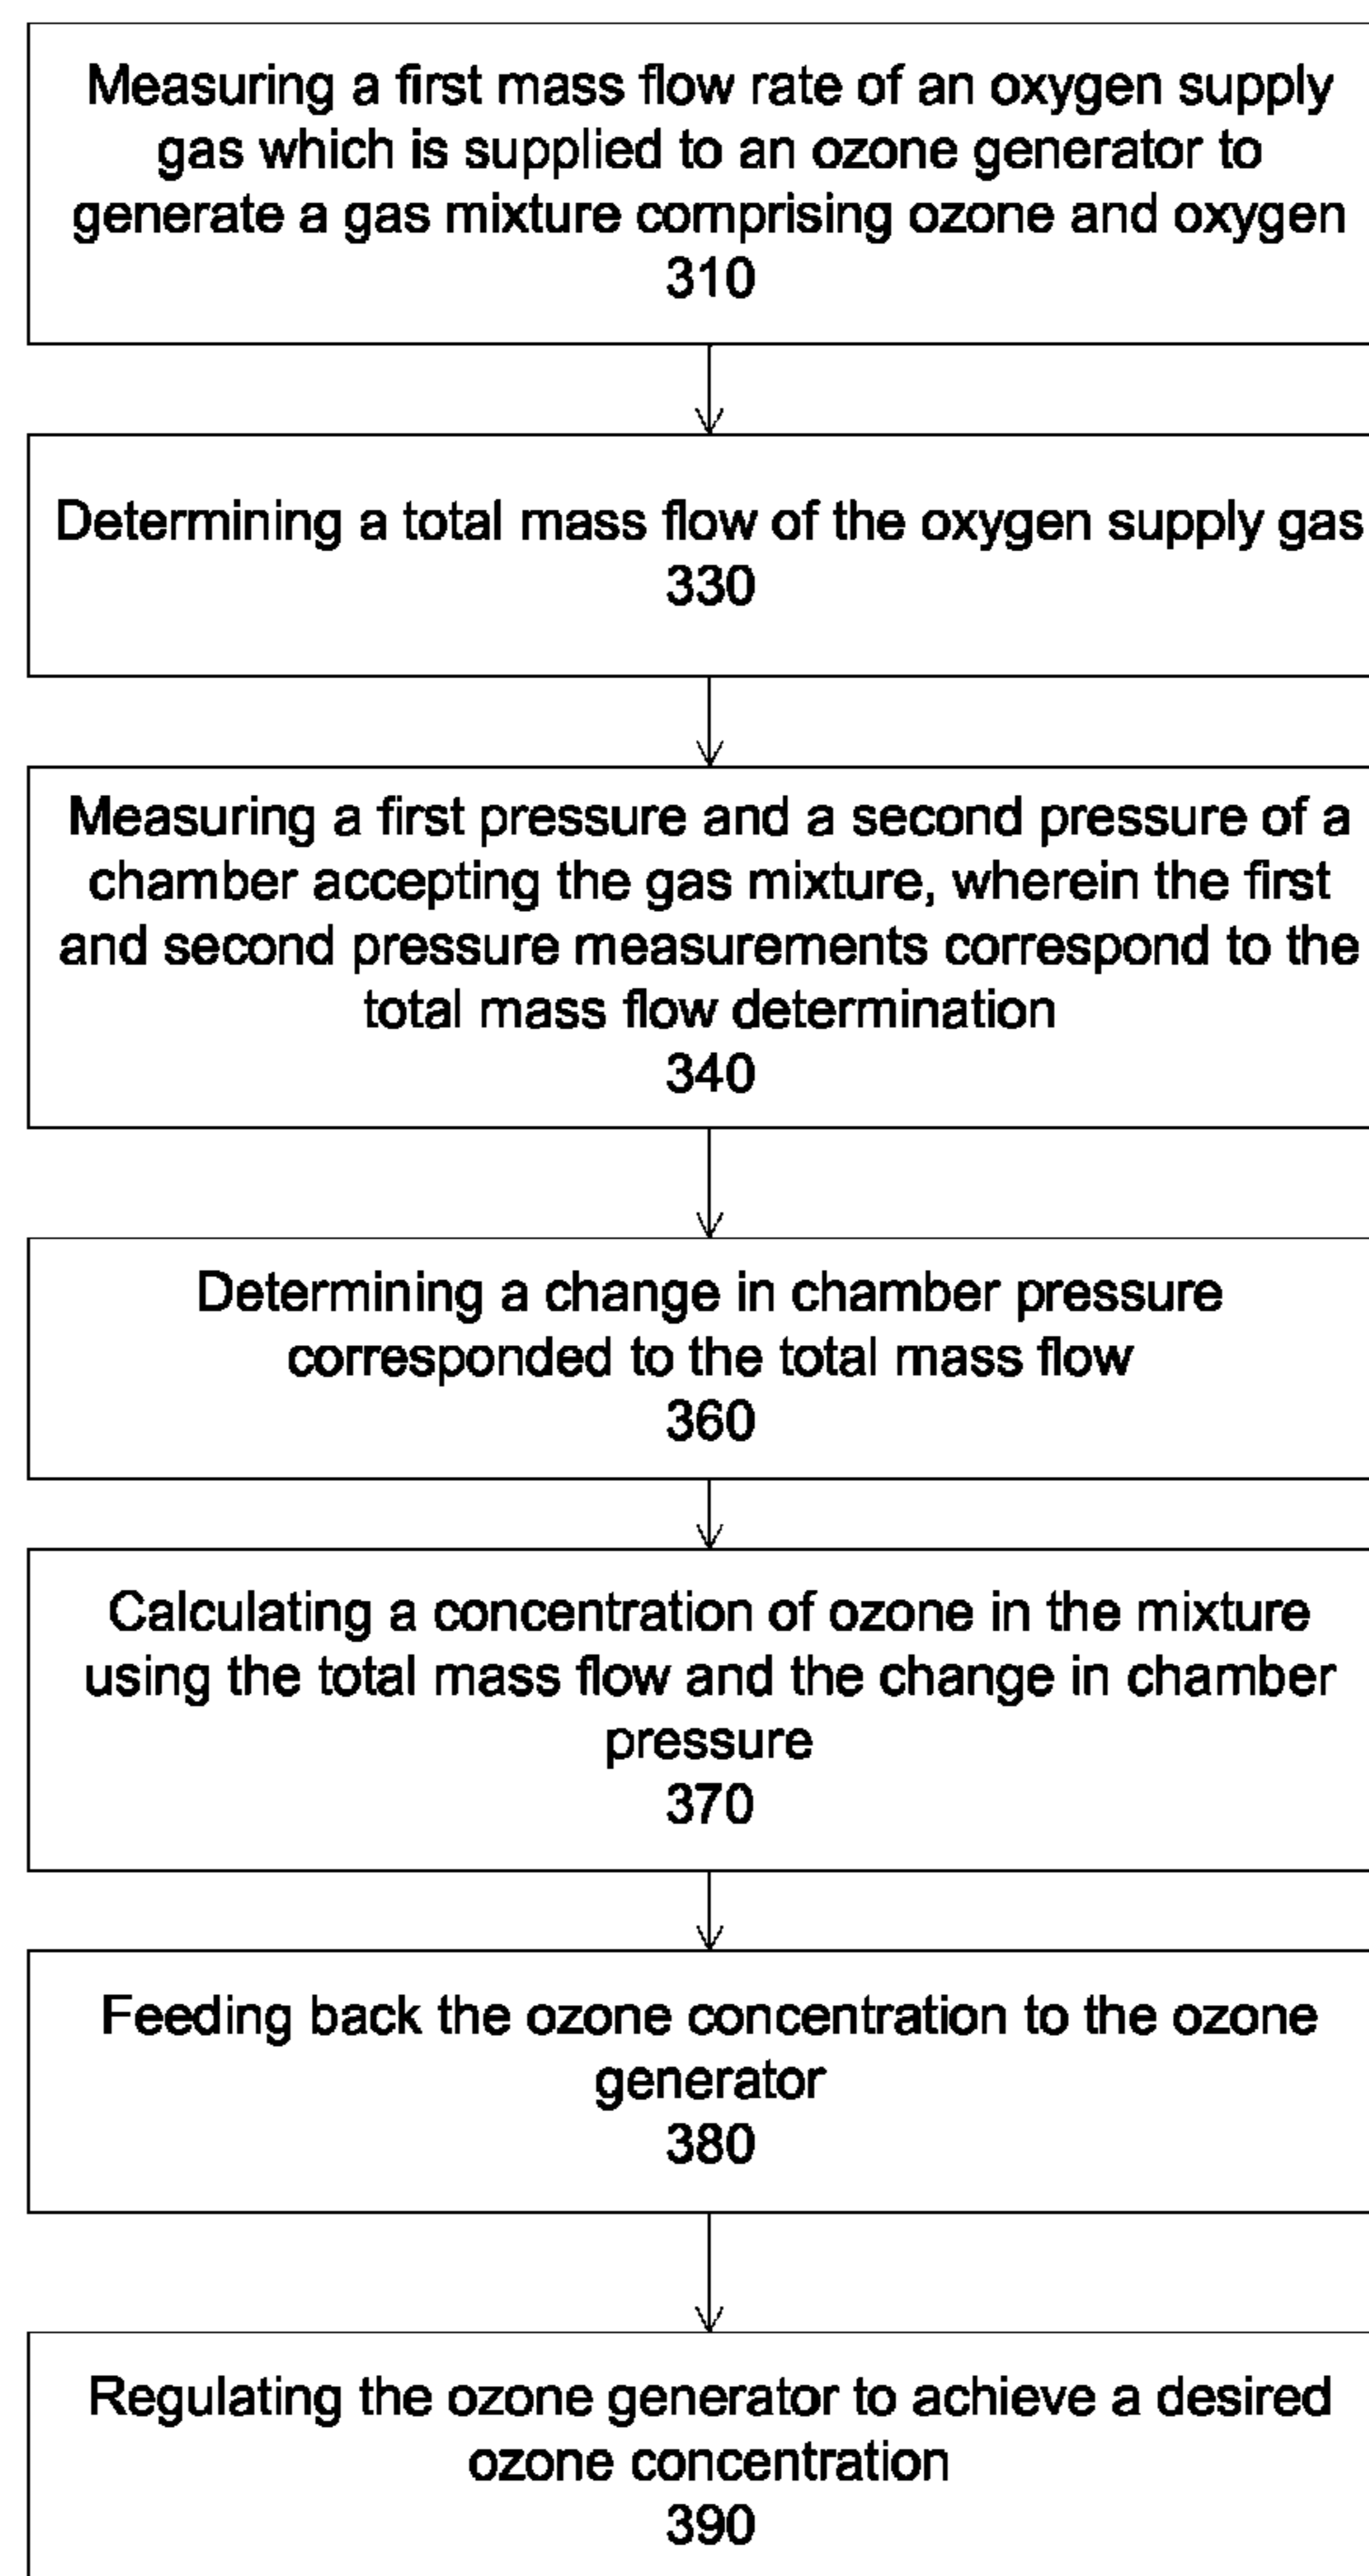 Measuring a first mass flow rate of an oxygen supply
gas which is supplied to an ozone generator to
generate a gas mixture comprising ozone and oxygen
310
Determining a total mass flow of the oxygen supply gas
330
Measuring a first pressure and a second pressure of a
chamber accepting the gas mixture, wherein the first
and second pressure measurements correspond to the
total mass flow determination
340
Determining a change in chamber pressure
corresponded to the total mass flow
360
Calculating a concentration of ozone in the mixture
using the total mass flow and the change in chamber
pressure
370
Feeding back the ozone concentration to the ozone
generator
380
Regulating the ozone generator to achieve a desired
ozone concentration
390